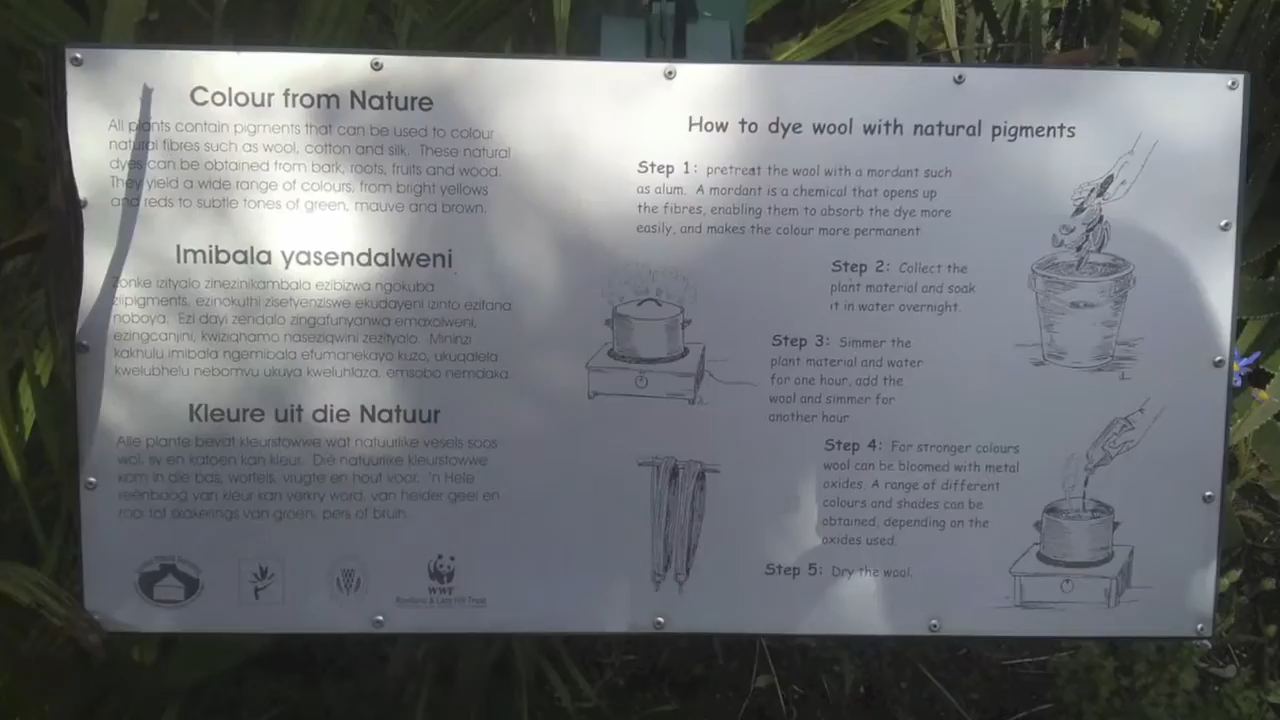 Colour from Nature
All plants contain pigments that can be used to colour
natural fibres such as wool, cotton and silk. These natural
dyes can be obtained from bark, roots, fruits and wood.
They yield a wide range of colours, from bright yellows
and reds to subtle tones of green, mauve and brown.
Imibala yasendalweni
Zonke izityalo zinezinikambala ezibizwa ngokuba
ziipigments, ezinokuthi zisetyenziswe ekudayeni izinto ezifana
noboya. Ezi dayi zendalo zingafunyanwa emaxolweni,
ezingcanjini, kwiziqhamo naseziqwini zezityalo. Mininzi
kakhulu imibala ngemibala efumanekayo kuzo, ukuqalela
kwelubhelu nebomvu ukuya kweluhlaza, emsobo nemdaka.
Kleure uit die Natuur
Alle plante bevat kleurstowwe wat natuurlike vesels soos
wol, sy en katoen kan kleur. Dié natuurlike kleurstowwe
kom in die bas, wortels, vrugte en hout voor. 'n Hele
reënboog van kleur kan verkry word, van helder geel en
rooi tot skakerings van groen, pers of bruin.
WWF
How to dye wool with natural pigments
Step 1: pretreat the wool with a mordant such
as alum. A mordant is a chemical that opens up
the fibres, enabling them to absorb the dye more
easily, and makes the colour more permanent
Step 2: Collect the
plant material and soak
it in water overnight.
Step 3: Simmer the
plant material and water
for one hour, add the
wool and simmer for
another hour
Step 4: For stronger colours
wool can be bloomed with metal
oxides. A range of different
colours and shades can be
obtained, depending on the
oxides used.
Step 5: Dry the wool.